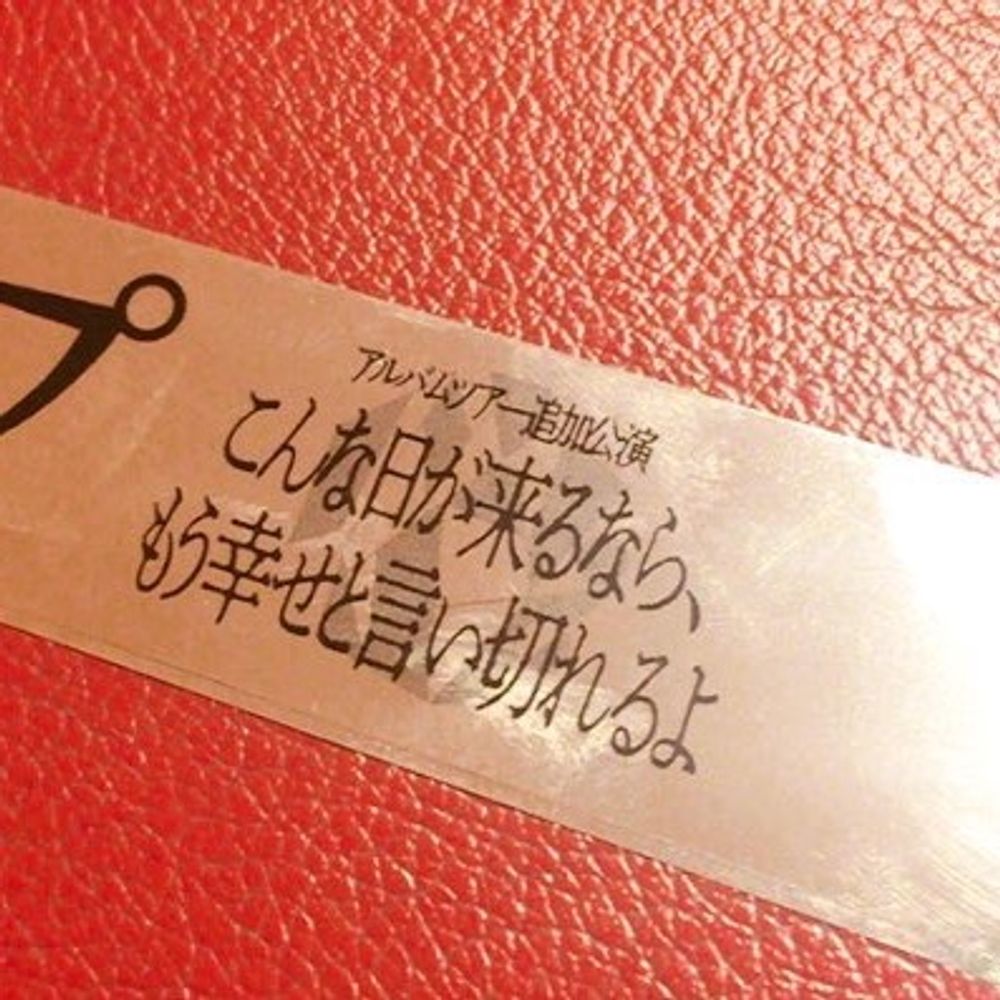 プ
アルバムツアー追加公演
こんな日が来るなら、
もう幸せと言い切れるよ